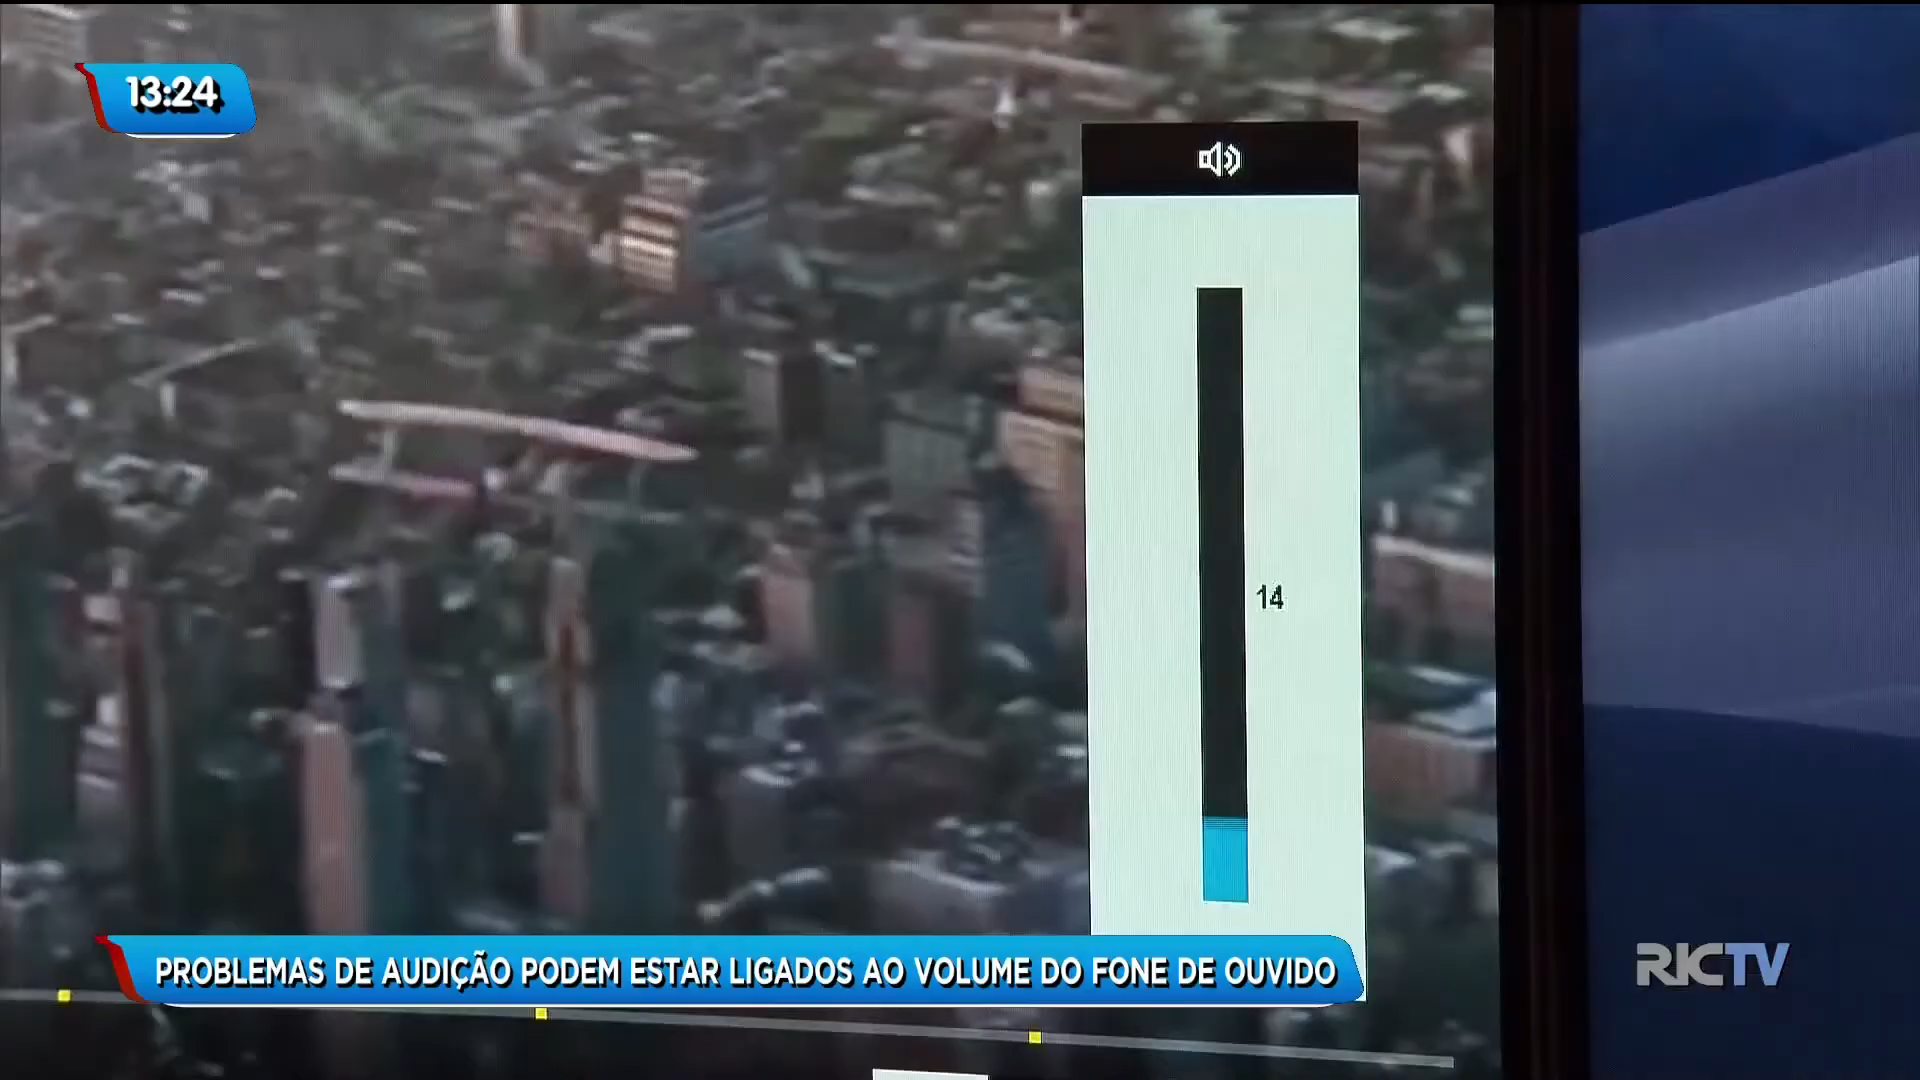 13:24
14
PROBLEMAS DE AUDIÇÃO PODEM ESTAR LIGADOS AO VOLUME DO FONE DE OUVIDO
RICTV